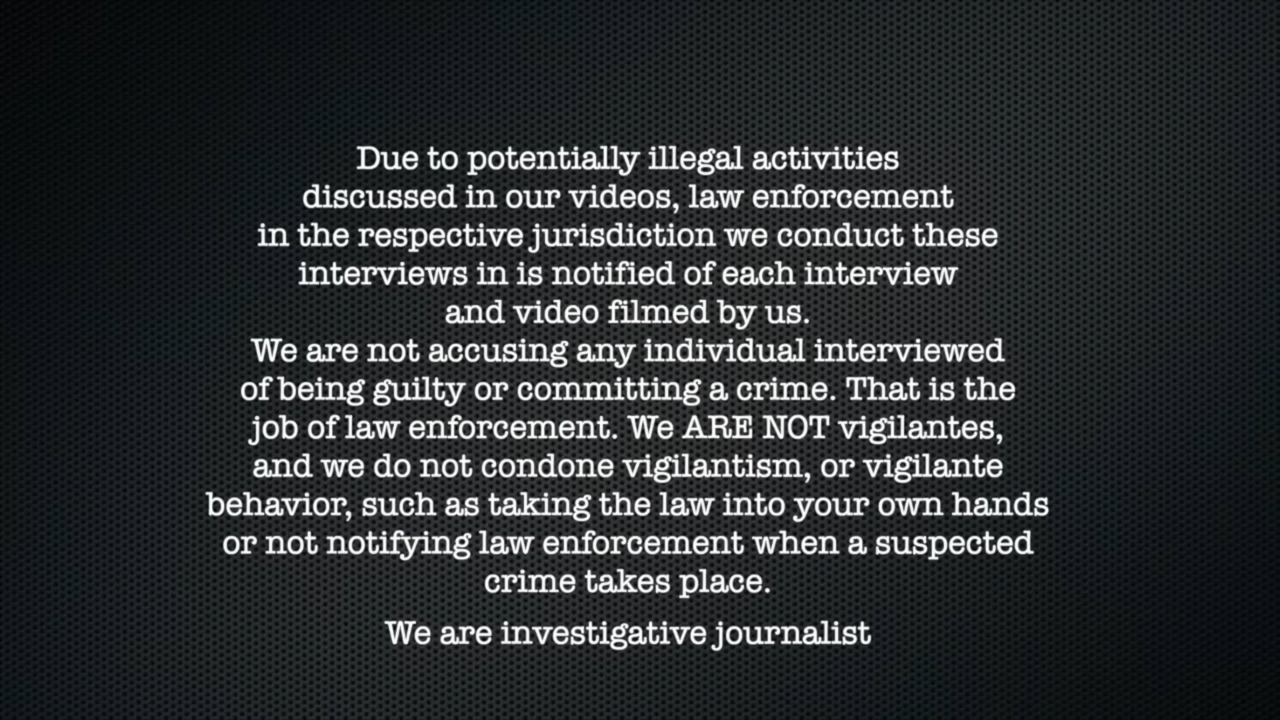 Due to potentially illegal activities
discussed in our videos, law enforcement
in the respective jurisdiction we conduct these
interviews in is notified of each interview
and video filmed by us.
We are not accusing any individual interviewed
of being guilty or committing a crime. That is the
job of law enforcement. We ARE NOT vigilantes,
and we do not condone vigilantism, or vigilante
behavior, such as taking the law into your own hands
or not notifying law enforcement when a suspected
crime takes place.
We are investigative journalist